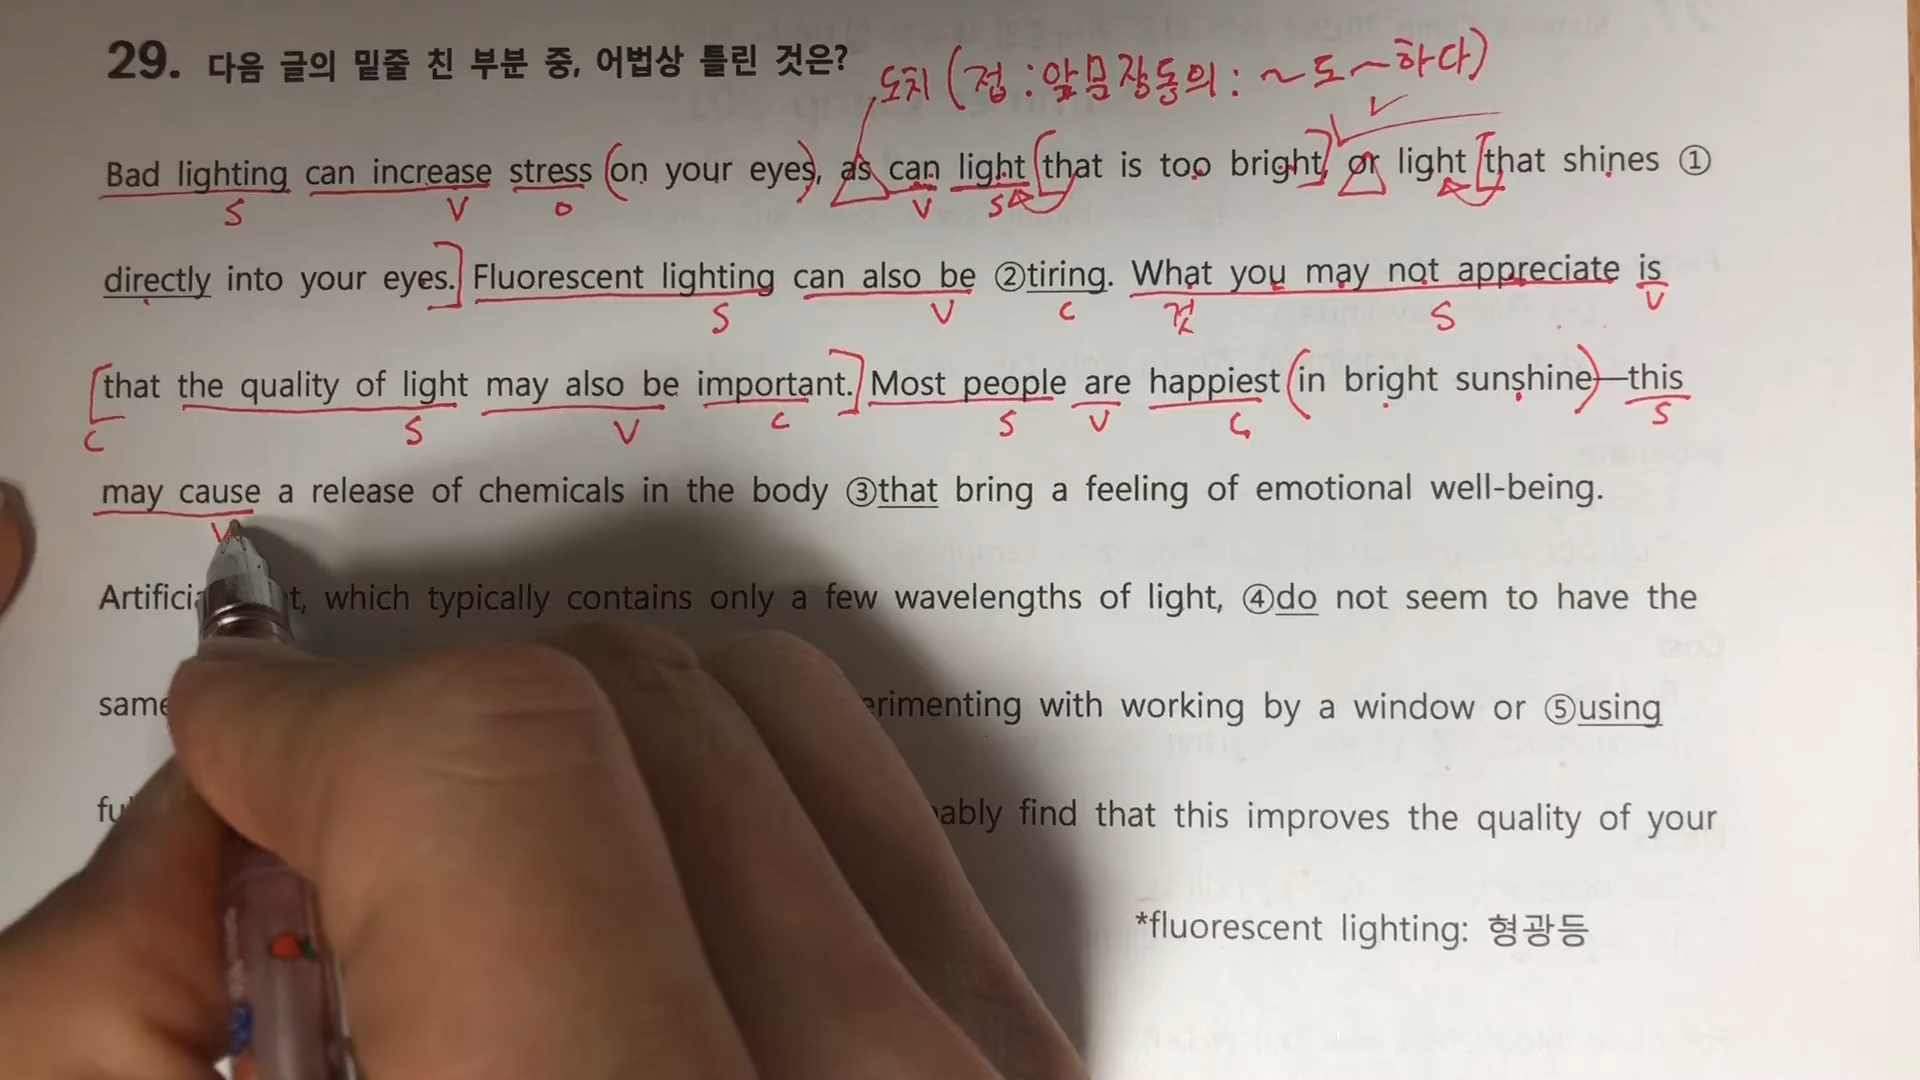 29. 다음 글의 밑줄 친 부분 중, 어법상 틀린 것은?
도치 (접 : 앞문장동의 : ~도 ~하다)
Bad lighting can increase stress on your eyes, as can light that is too bright, or light that shines ①
S V O V S
directly into your eyes. Fluorescent lighting can also be ②tiring. What you may not appreciate is
S V C 것 S V
that the quality of light may also be important. Most people are happiest in bright sunshine—this
C S V C S V C S
may cause a release of chemicals in the body ③that bring a feeling of emotional well-being.
V
which typically contains only a few wavelengths of light, ④do not seem to have the
same with working by a window or ⑤using
find that this improves the quality of your
*fluorescent lighting: 형광등